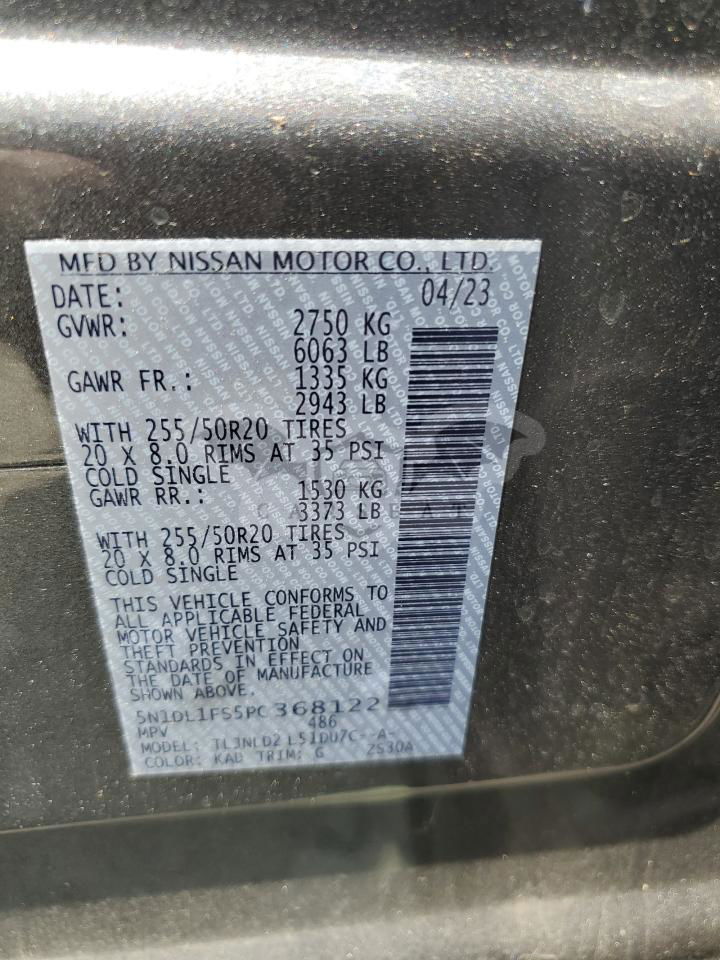 MFD BY NISSAN MOTOR CO., LTD.
DATE: 04/23
GVWR: 2750 KG
6063 LB
GAWR FR.: 1335 KG
2943 LB
WITH 255/50R20 TIRES
20 X 8.0 RIMS AT 35 PSI
COLD SINGLE
GAWR RR.: 1530 KG
3373 LB
WITH 255/50R20 TIRES
20 X 8.0 RIMS AT 35 PSI
COLD SINGLE
THIS VEHICLE CONFORMS TO
ALL APPLICABLE FEDERAL
MOTOR VEHICLE SAFETY AND
THEFT PREVENTION
STANDARDS IN EFFECT ON
THE DATE OF MANUFACTURE
SHOWN ABOVE.
5N1DL1FS5PC368122
MPV 486
MODEL: -A-
COLOR: KAD TRIM: G